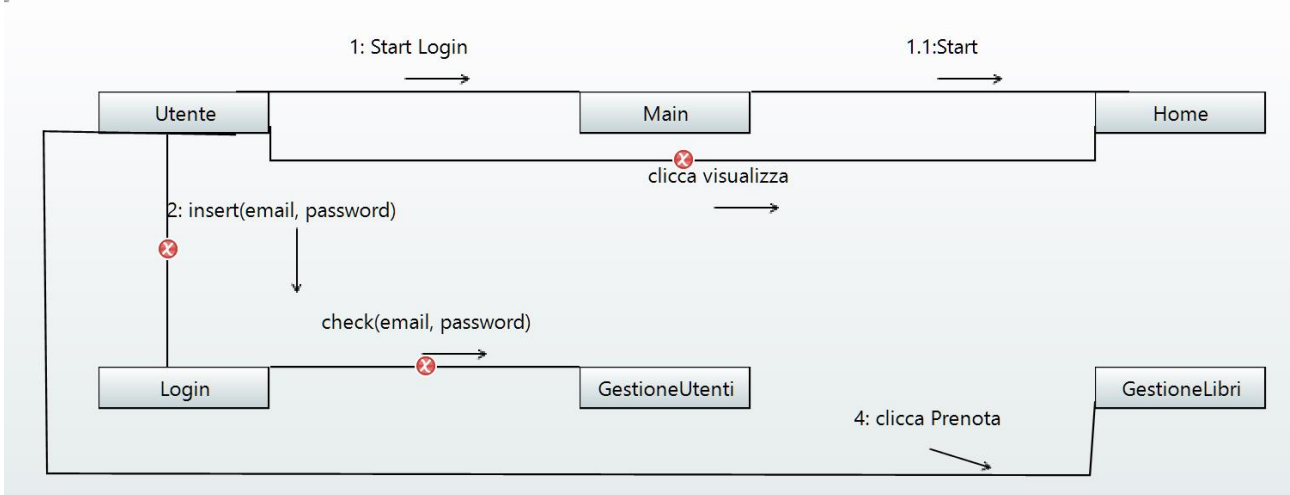 1: Start Login
1.1:Start
Utente
Main
Home
clicca visualizza
2: insert(email, password)
check(email, password)
Login
GestioneUtenti
GestioneLibri
4: clicca Prenota